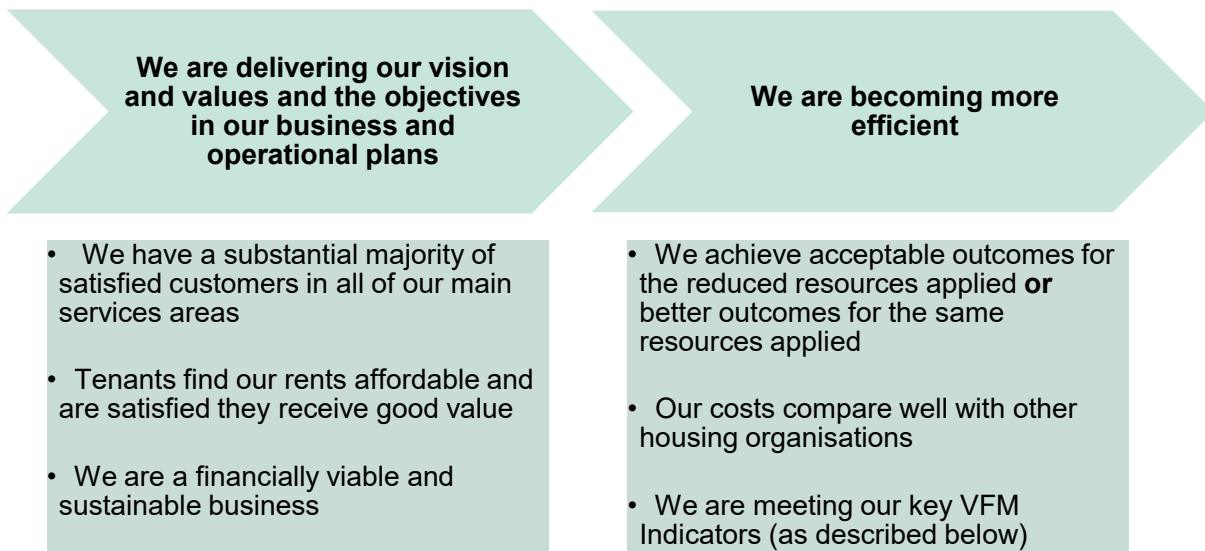 We are delivering our vision
and values and the objectives
in our business and
operational plans
We are becoming more
efficient
• We have a substantial majority of
satisfied customers in all of our main
services areas
• Tenants find our rents affordable and
are satisfied they receive good value
• We are a financially viable and
sustainable business
• We achieve acceptable outcomes for
the reduced resources applied or
better outcomes for the same
resources applied
• Our costs compare well with other
housing organisations
• We are meeting our key VFM
Indicators (as described below)